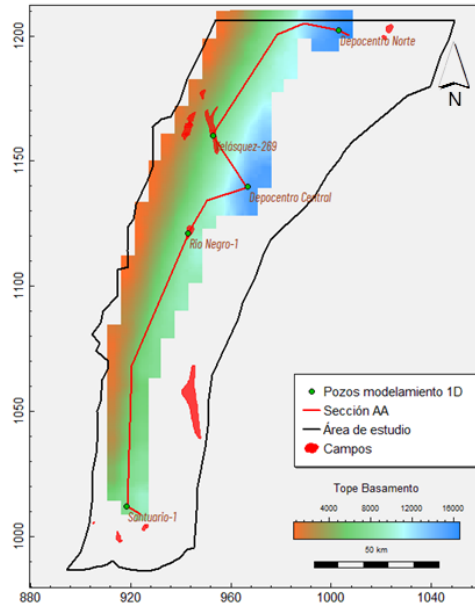 1200
1150
1100
1050
1000
880
920
960
1000
1040
Depocentro Norte
N
Velásquez-269
Depocentro Central
Río Negro-1
Santuario-1
Pozos modelamiento 1D
Sección AA
Área de estudio
Campos
Tope Basamento
4000 8000 12000 16000
50 km